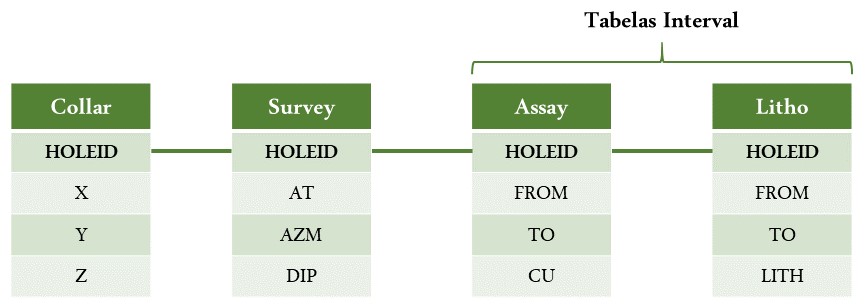 Tabelas Interval
Collar Survey Assay Litho
HOLEID HOLEID HOLEID HOLEID
X AT FROM FROM
Y AZM TO TO
Z DIP CU LITH